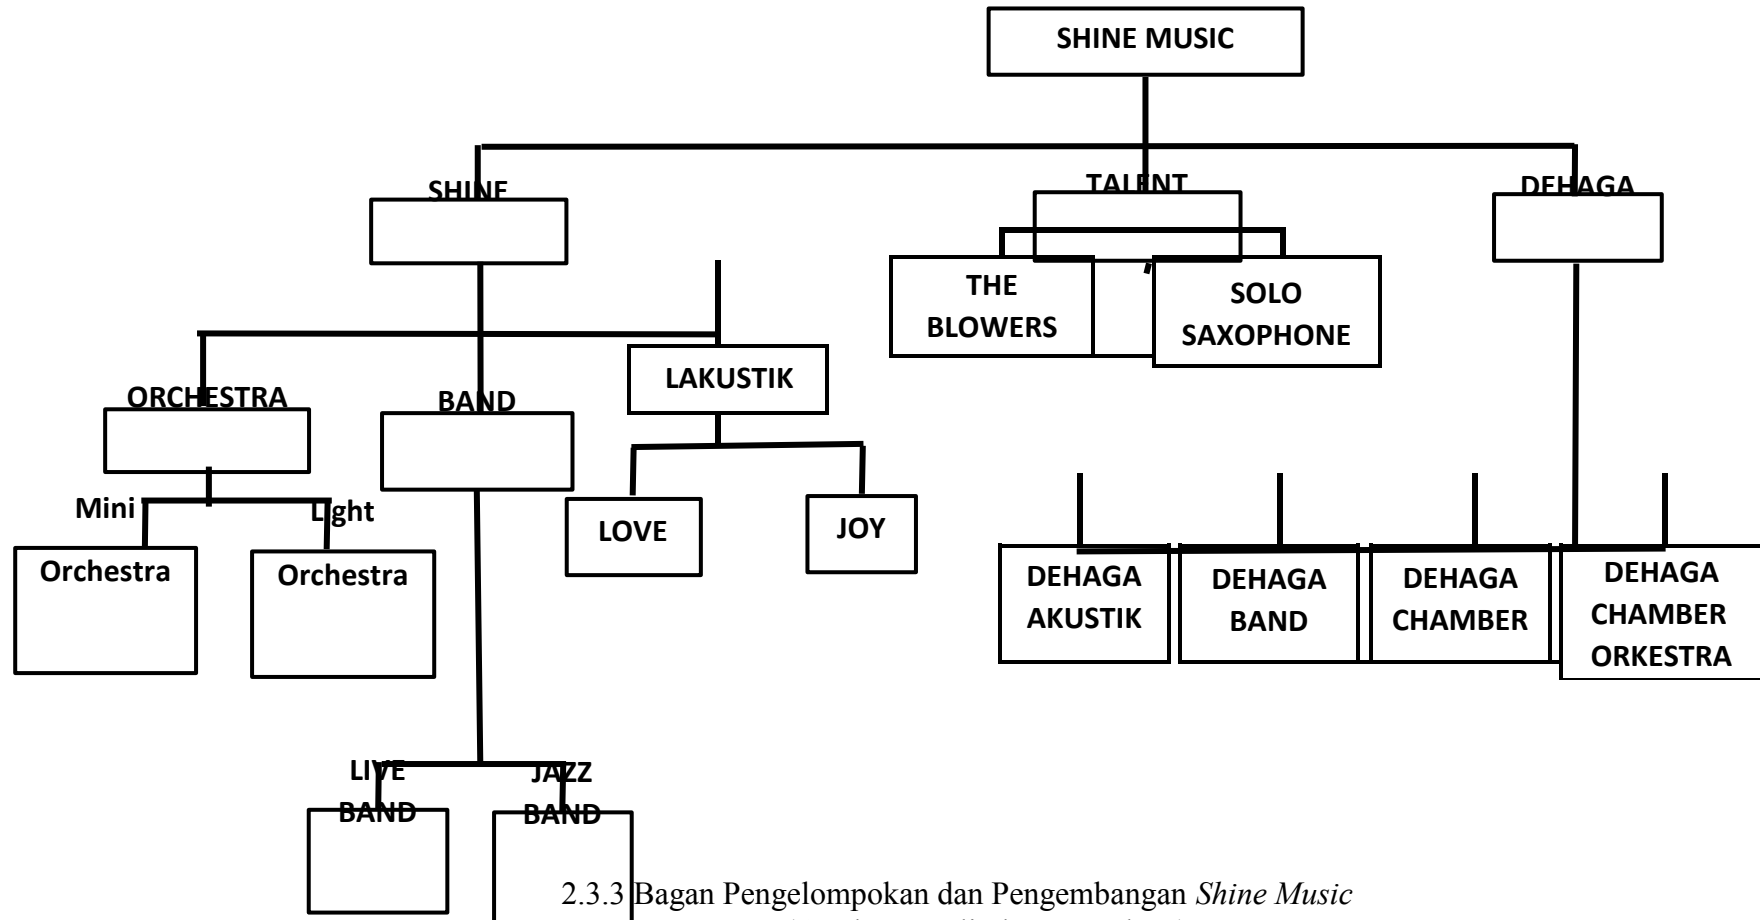 SHINE MUSIC
SHINE
TALENT
DEHAGA
THE
BLOWERS
SOLO
SAXOPHONE
ORCHESTRA
BAND
LAKUSTIK
Mini
Orchestra
Light
Orchestra
LOVE
JOY
DEHAGA
AKUSTIK
DEHAGA
BAND
DEHAGA
CHAMBER
DEHAGA
CHAMBER
ORKESTRA
LIVE
BAND
JAZZ
BAND
2.3.3 Bagan Pengelompokan dan Pengembangan Shine Music